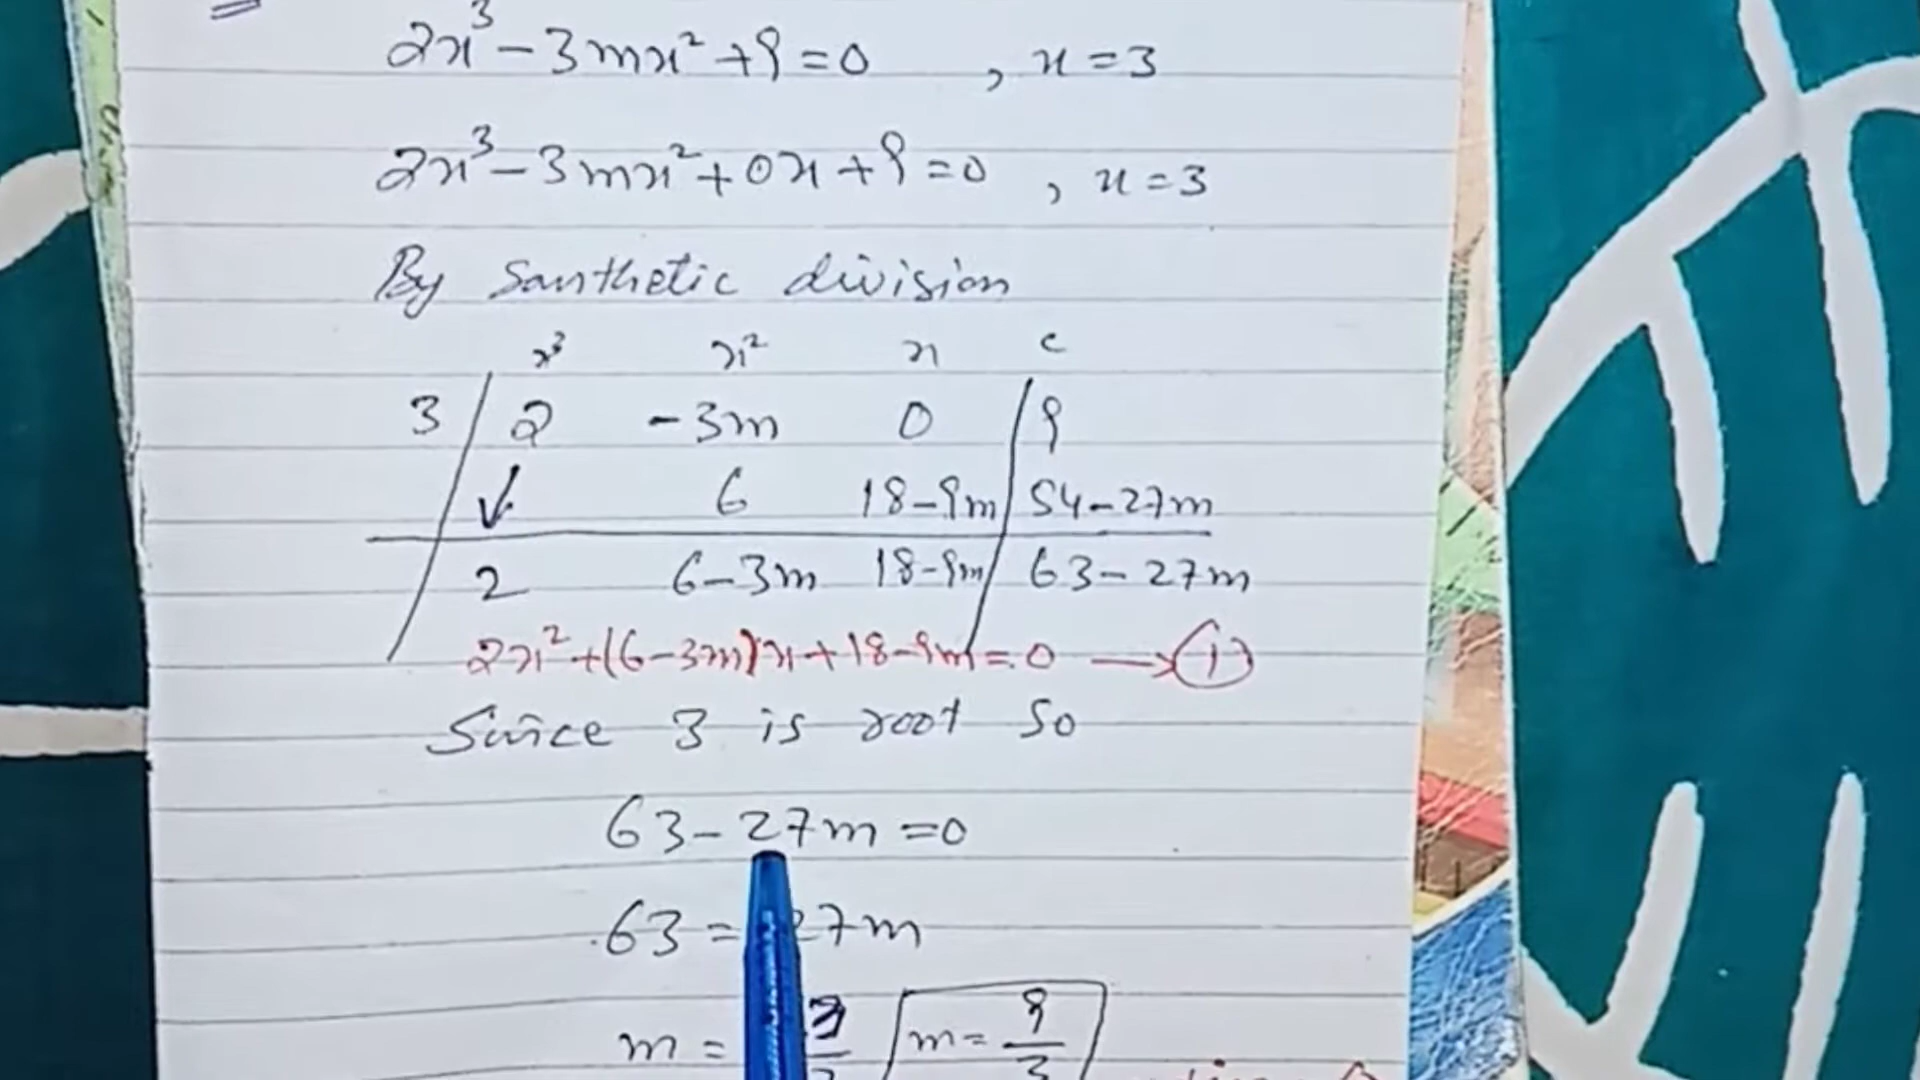 2x³ - 3mx² + 9 = 0 , x = 3
2x³ - 3mx² + 0x + 9 = 0 , x = 3
By Santhetic division
x³ x² x c
3 2 -3m 0 9
6 18-9m 54-27m
2 6-3m 18-9m 63-27m
2x² + (6-3m)x + 18-9m = 0 → (1)
Since 3 is root So
63 - 27m = 0
63 = 27m
m = m = 9/3